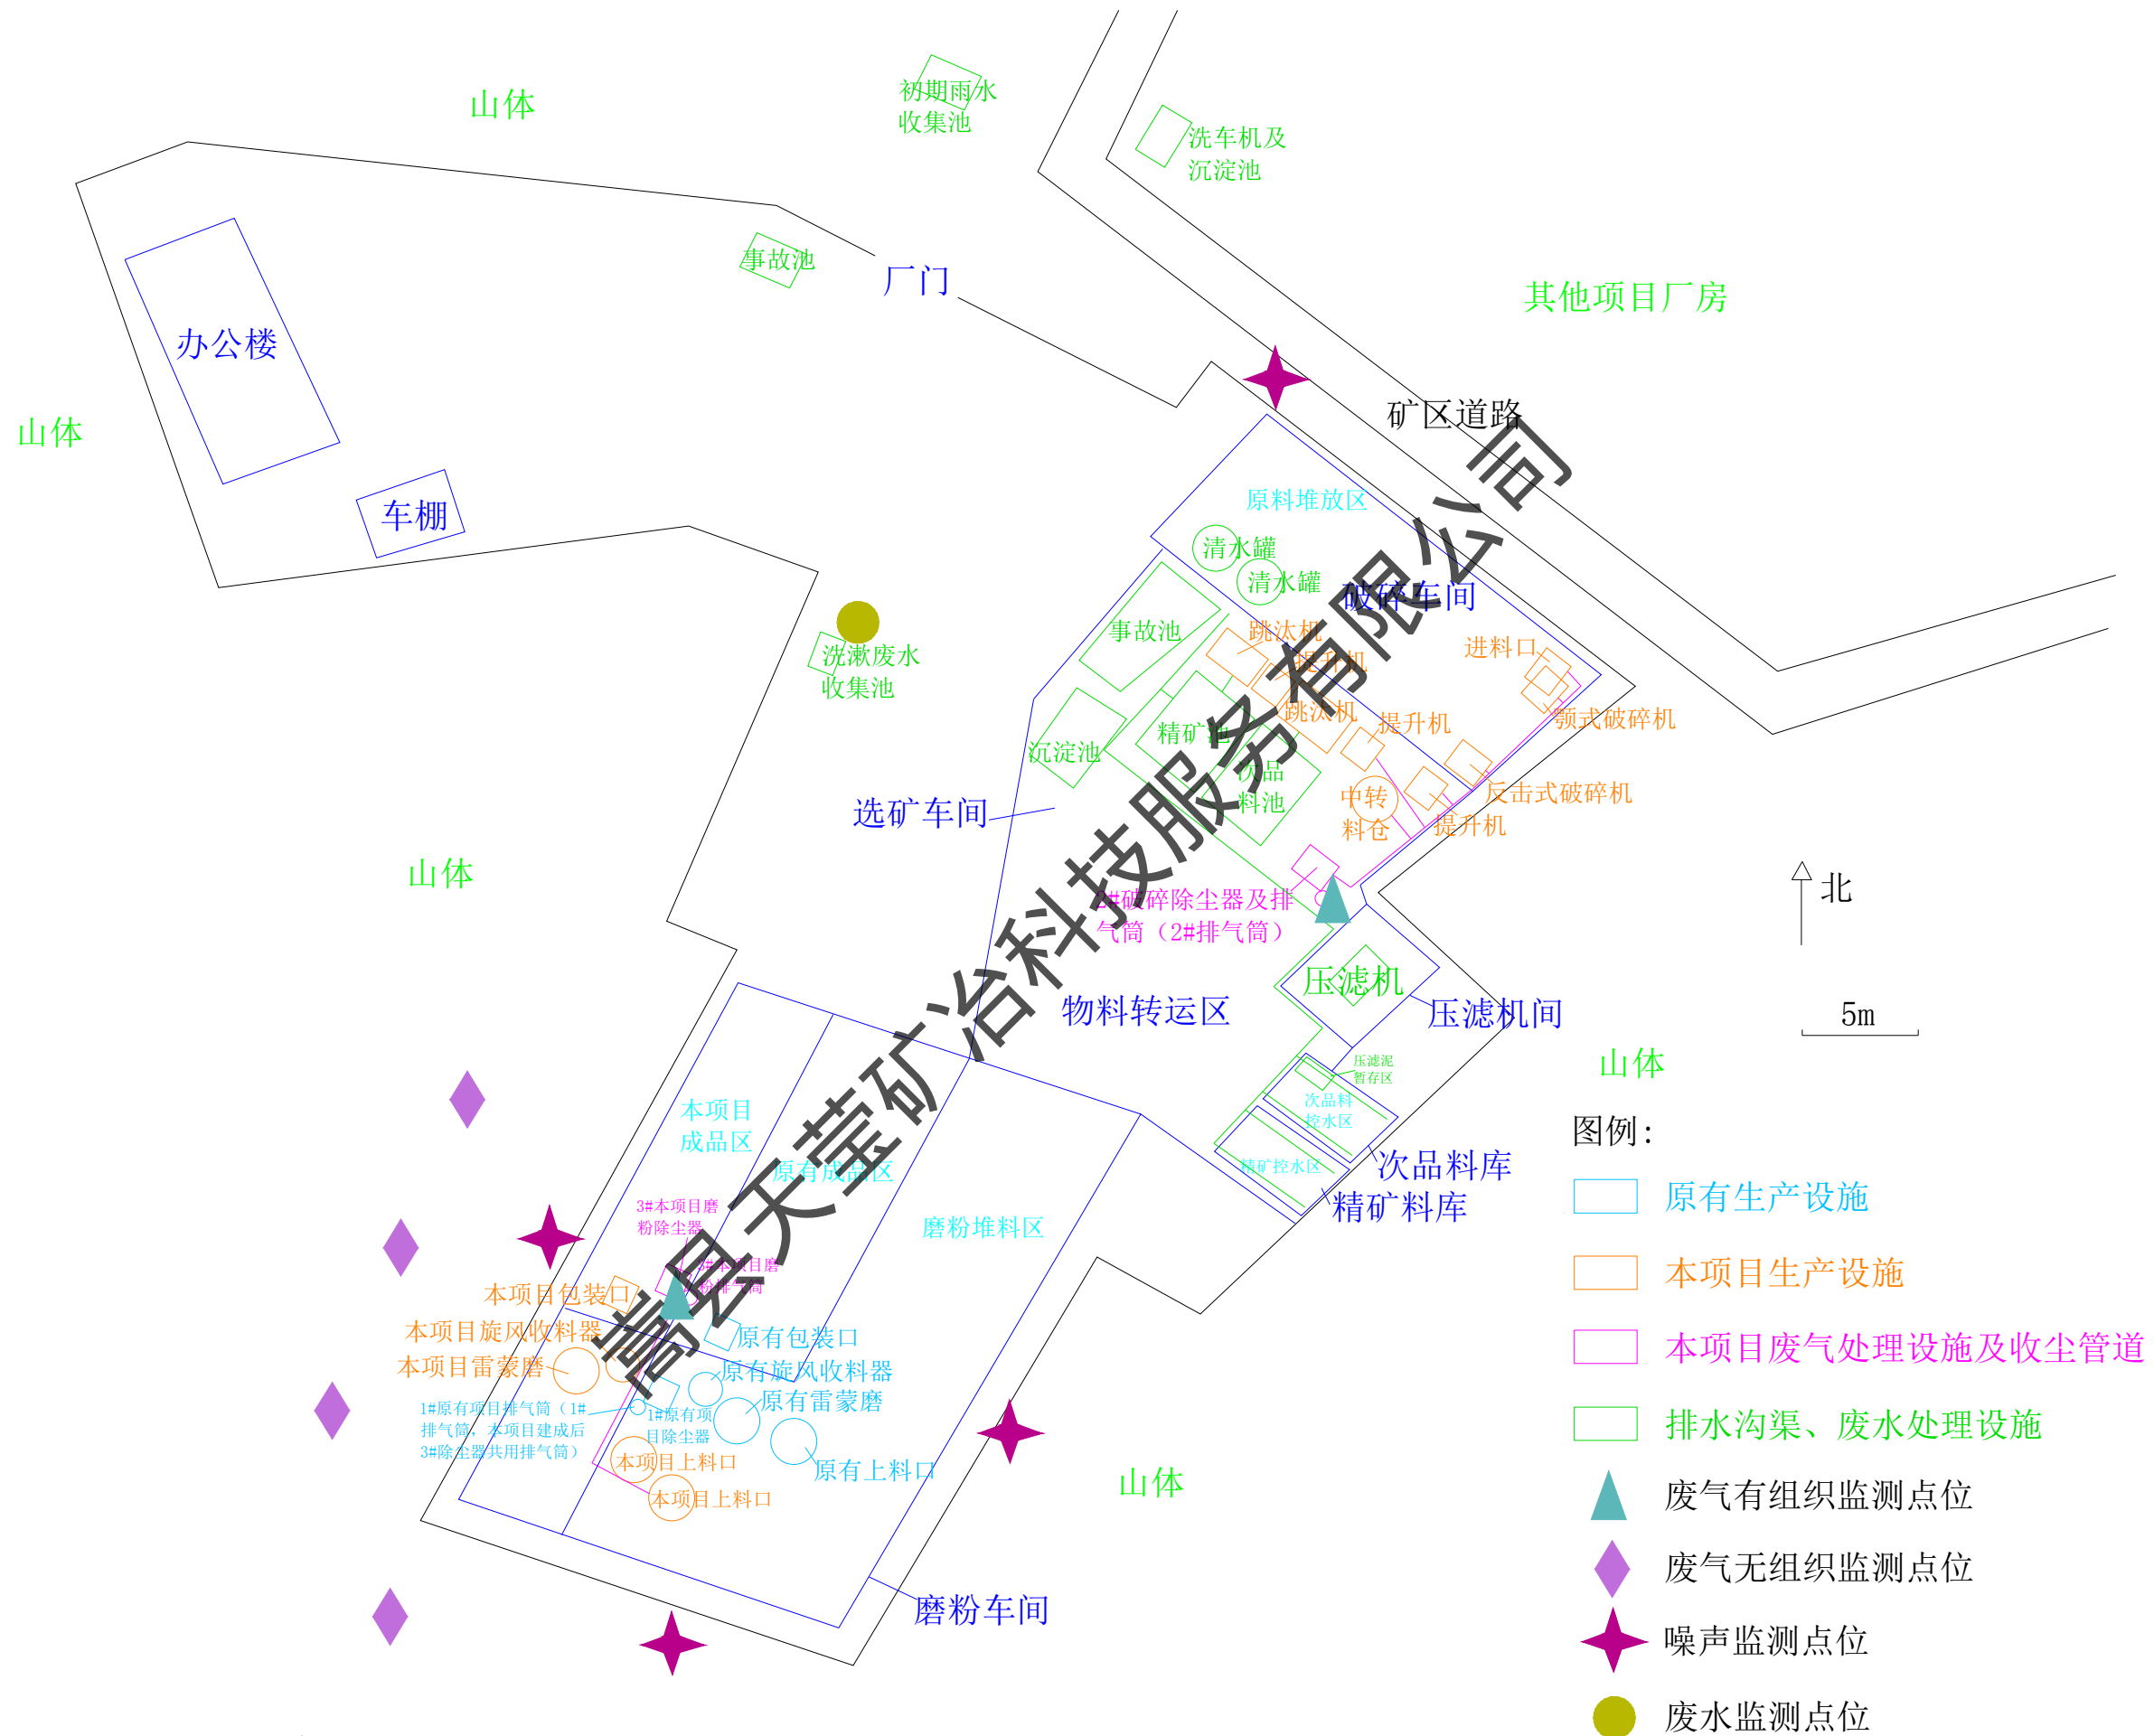 山体
初期雨水
收集池
洗车机及
沉淀池
事故池
厂门
其他项目厂房
办公楼
矿区道路
山体
车棚
原料堆放区
清水罐
清水罐
破碎车间
事故池
跳汰机
提升机
进料口
洗漱废水
收集池
跳汰机
提升机
颚式破碎机
精矿池
沉淀池
次品
料池
中转
料仓
反击式破碎机
提升机
选矿车间
山体
2#破碎除尘器及排
气筒（2#排气筒）
北
压滤机
物料转运区
压滤机间
5m
山体
压滤泥
暂存区
次品料
控水区
本项目
成品区
原有成品区
精矿控水区
次品料库
精矿料库
3#本项目磨
粉除尘器
磨粉堆料区
3#本项目磨
粉排气筒
本项目包装口
本项目旋风收料器
原有包装口
本项目雷蒙磨
原有旋风收料器
原有雷蒙磨
1#原有项目排气筒（1#
排气筒，本项目建成后
3#除尘器共用排气筒）
1#原有项
目除尘器
本项目上料口
原有上料口
本项目上料口
山体
磨粉车间
图例：
原有生产设施
本项目生产设施
本项目废气处理设施及收尘管道
排水沟渠、废水处理设施
废气有组织监测点位
废气无组织监测点位
噪声监测点位
废水监测点位
嵩县天莹矿冶科技服务有限公司